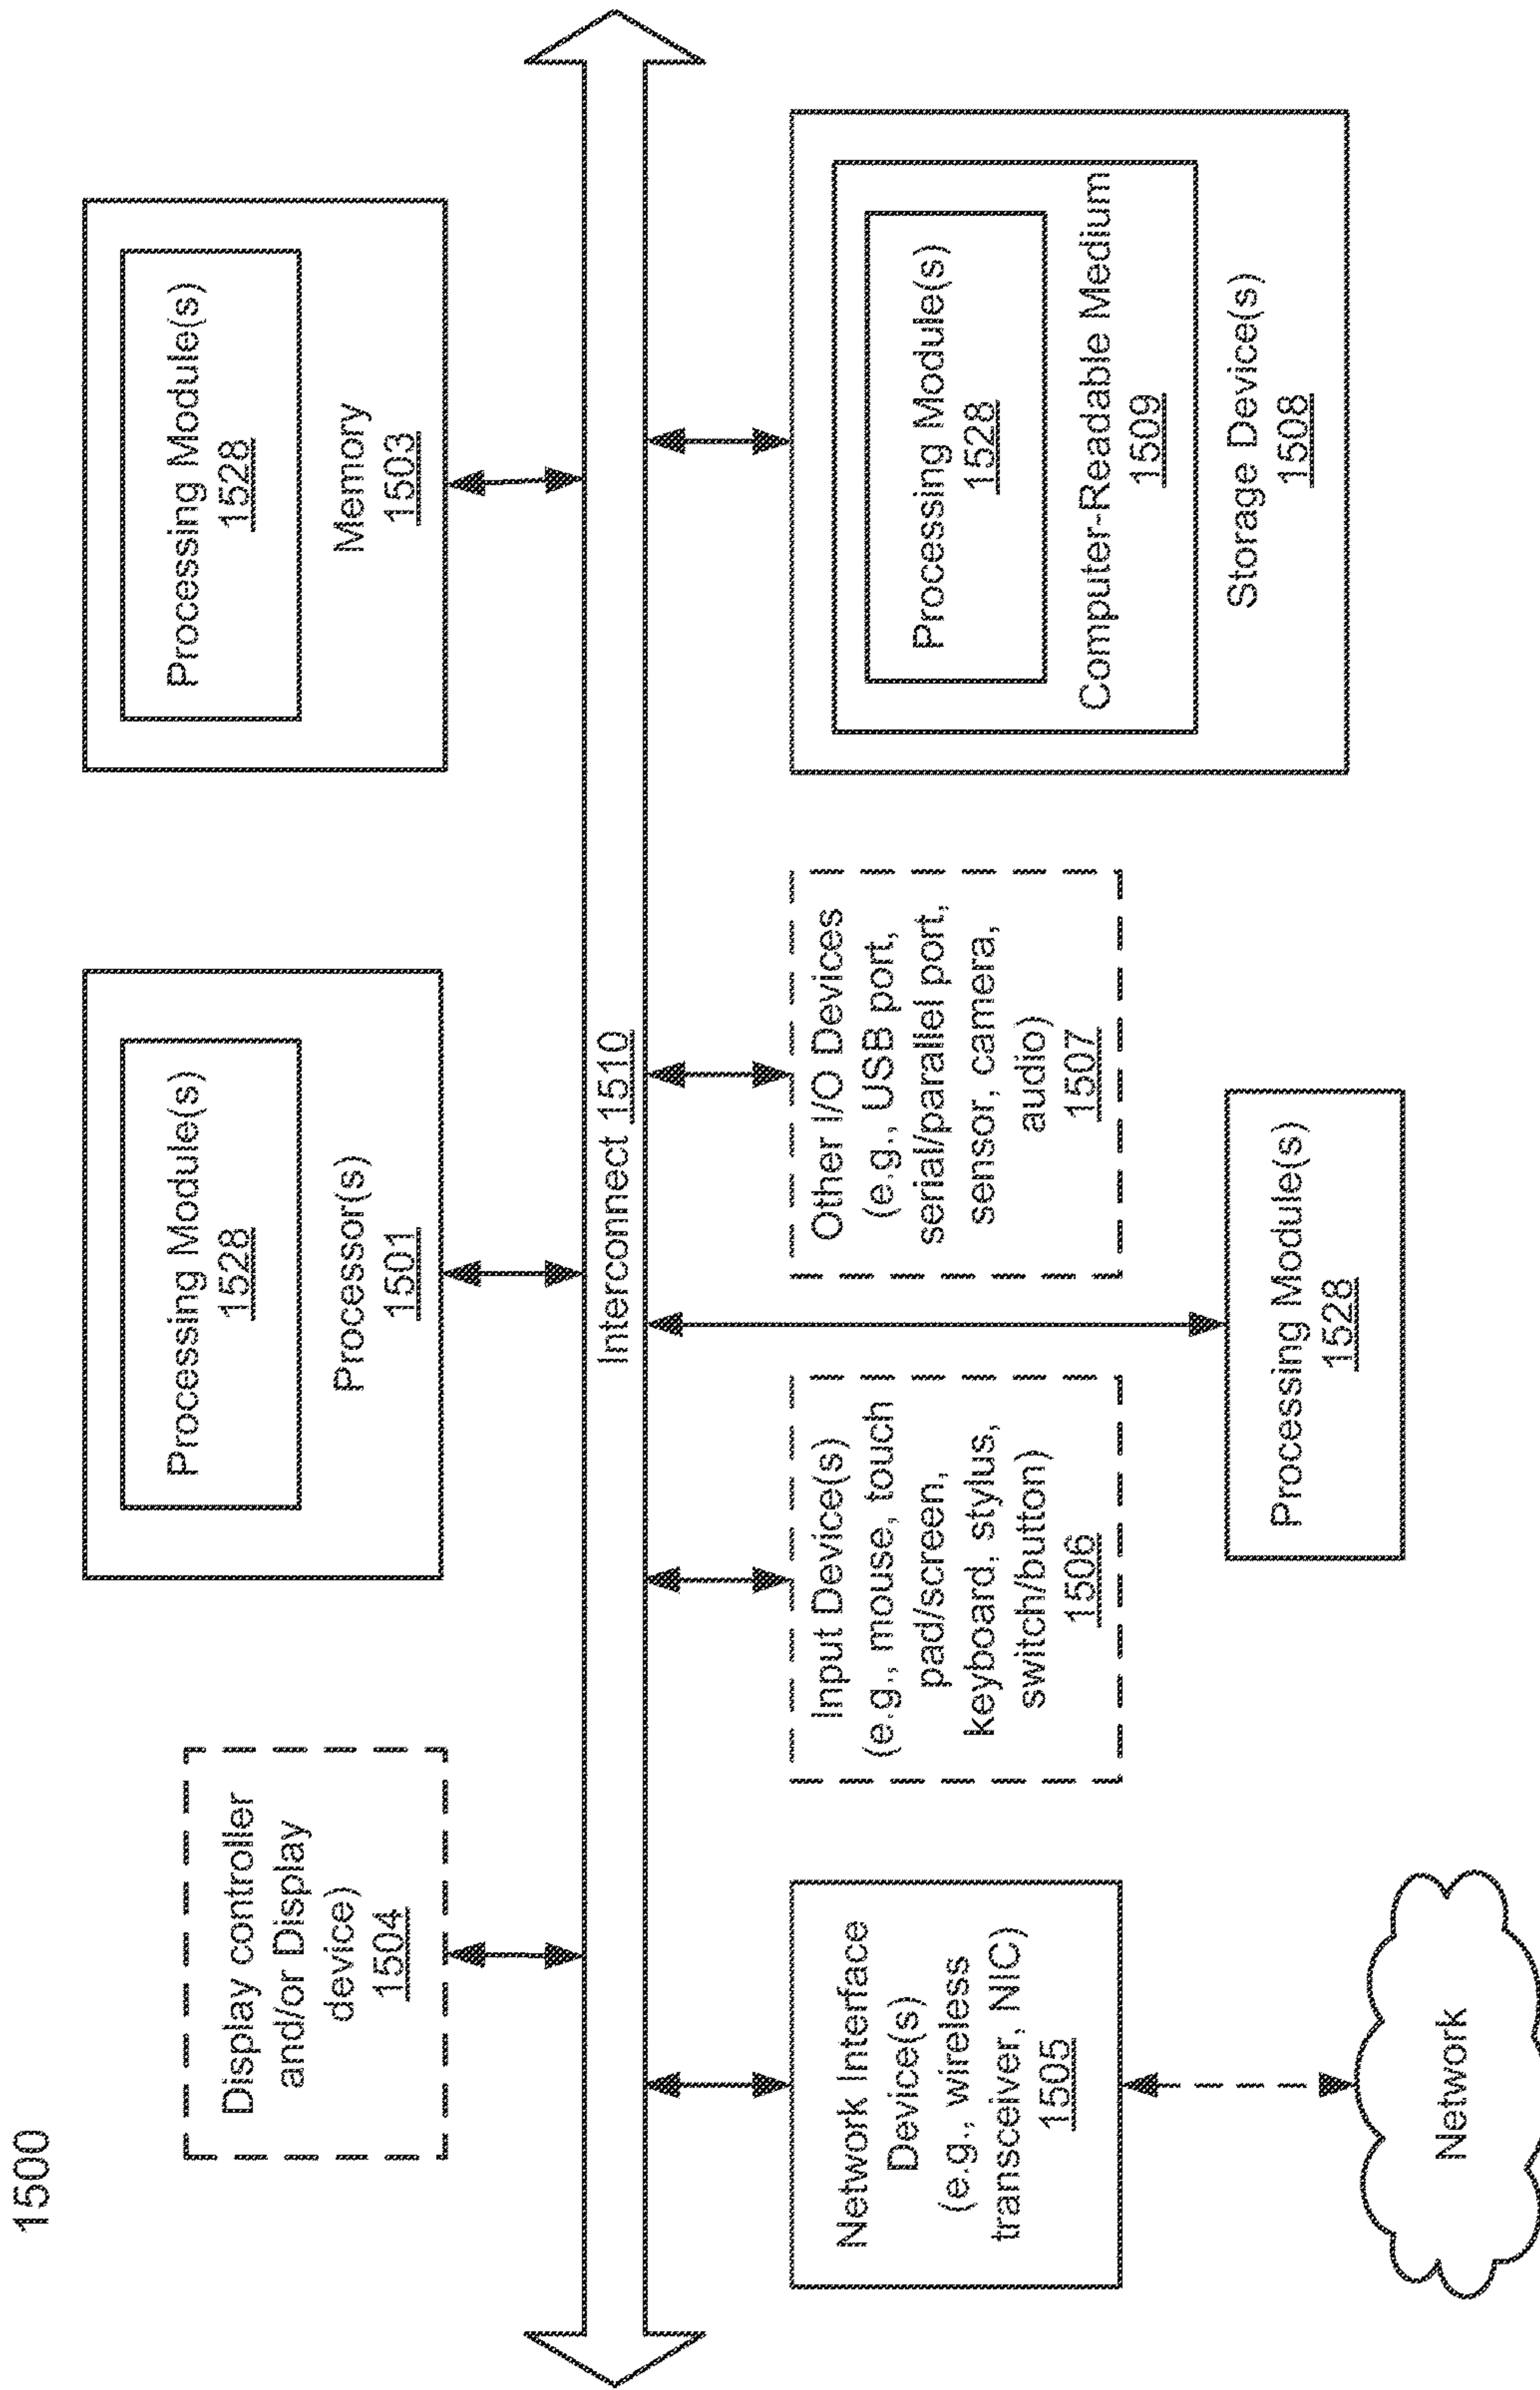 1500
Display controller
and/or Display
device)
1504
Processing Module(s)
1528
Processor(s)
1501
Processing Module(s)
1528
Memory
1503
Interconnect 1510
Network Interface
Device(s)
(e.g., wireless
transceiver, NIC)
1505
Input Device(s)
(e.g., mouse, touch
pad/screen,
keyboard, stylus,
switch/button)
1506
Other I/O Devices
(e.g., USB port,
serial/parallel port,
sensor, camera,
audio)
1507
Processing Module(s)
1528
Computer-Readable Medium
1509
Storage Device(s)
1508
Processing Module(s)
1528
Network